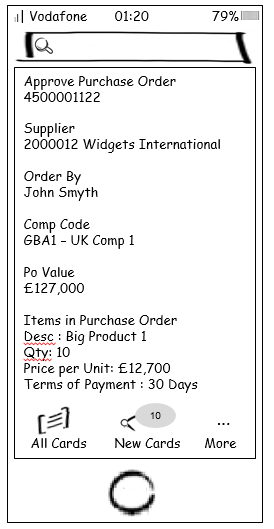 Vodafone 01:20 79%
Approve Purchase Order
4500001122
Supplier
2000012 Widgets International
Order By
John Smyth
Comp Code
GBA1 – UK Comp 1
Po Value
£127,000
Items in Purchase Order
Desc : Big Product 1
Qty: 10
Price per Unit: £12,700
Terms of Payment : 30 Days
10
...
All Cards New Cards More